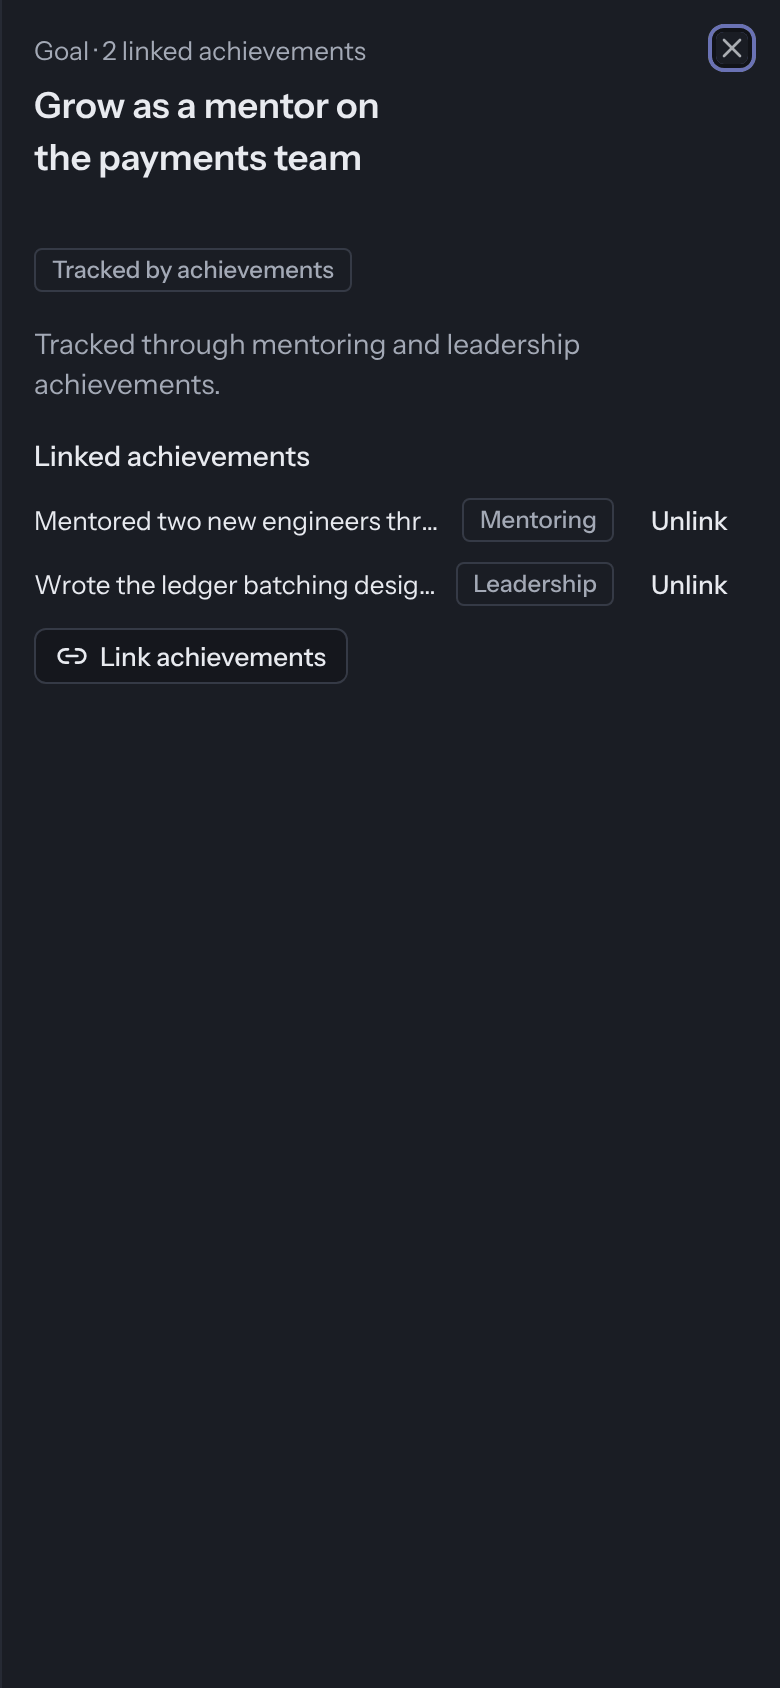 Goal · 2 linked achievements
Grow as a mentor on
the payments team
Tracked by achievements
Tracked through mentoring and leadership
achievements.
Linked achievements
Mentored two new engineers thr... Mentoring Unlink
Wrote the ledger batching desig... Leadership Unlink
Link achievements